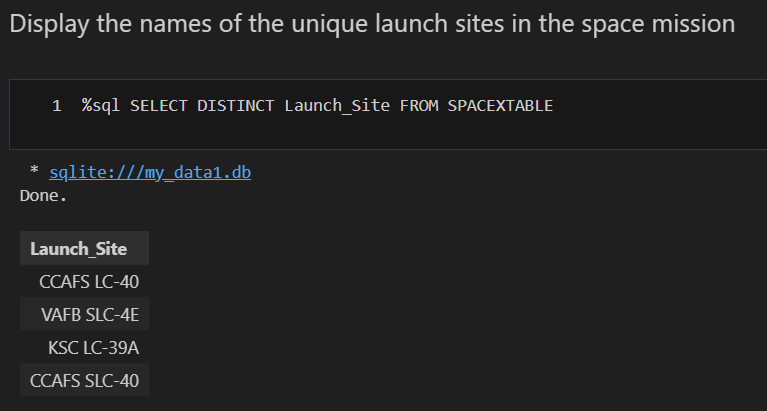 Display the names of the unique launch sites in the space mission
1 %sql SELECT DISTINCT Launch_Site FROM SPACEXTABLE
* sqlite:///my_data1.db
Done.
Launch_Site
CCAFS LC-40
VAFB SLC-4E
KSC LC-39A
CCAFS SLC-40